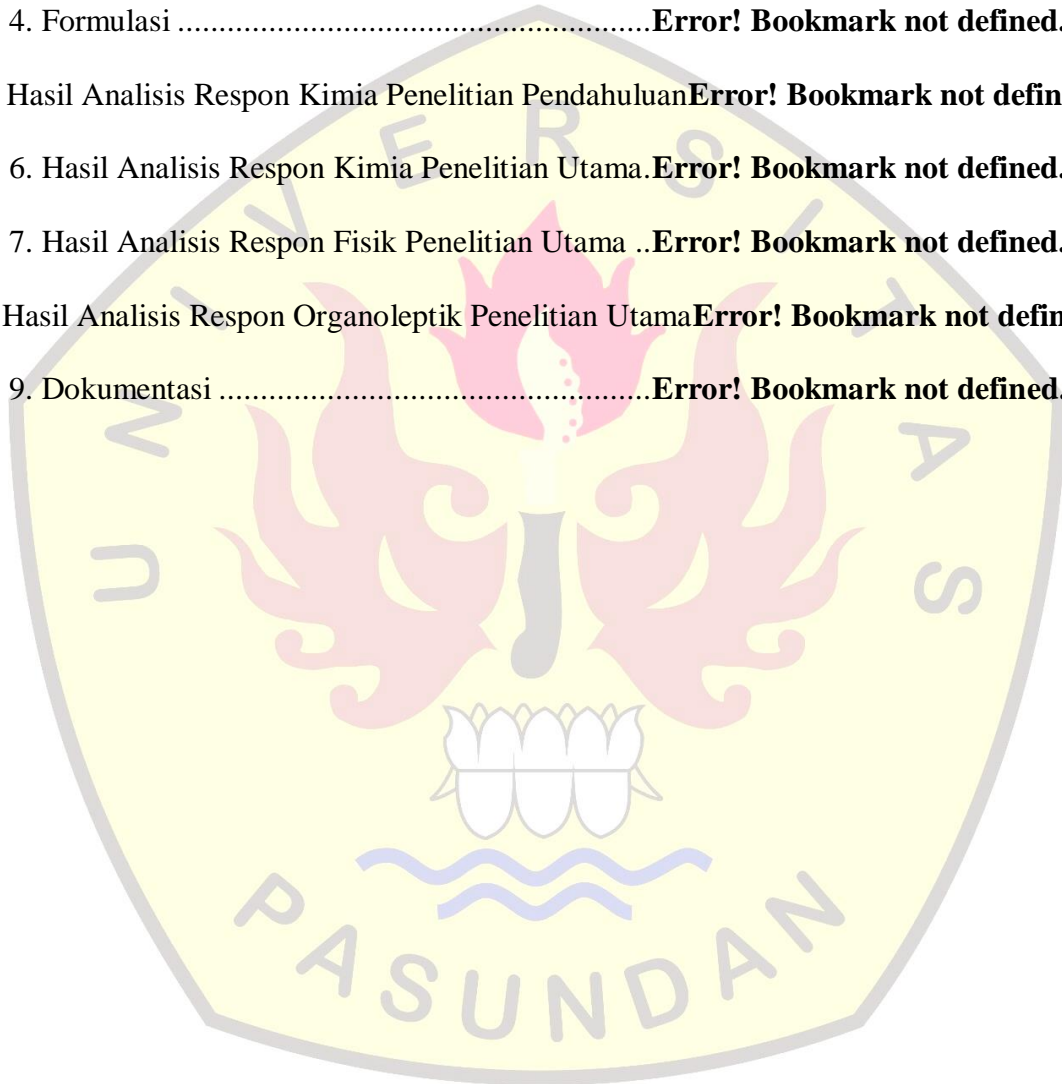 4. Formulasi .........................................................Error! Bookmark not defined.
Hasil Analisis Respon Kimia Penelitian PendahuluanError! Bookmark not defin
6. Hasil Analisis Respon Kimia Penelitian Utama.Error! Bookmark not defined.
7. Hasil Analisis Respon Fisik Penelitian Utama ..Error! Bookmark not defined.
Hasil Analisis Respon Organoleptik Penelitian UtamaError! Bookmark not defin
9. Dokumentasi ....................................................Error! Bookmark not defined.
UNIVERSITAS
PASUNDAN